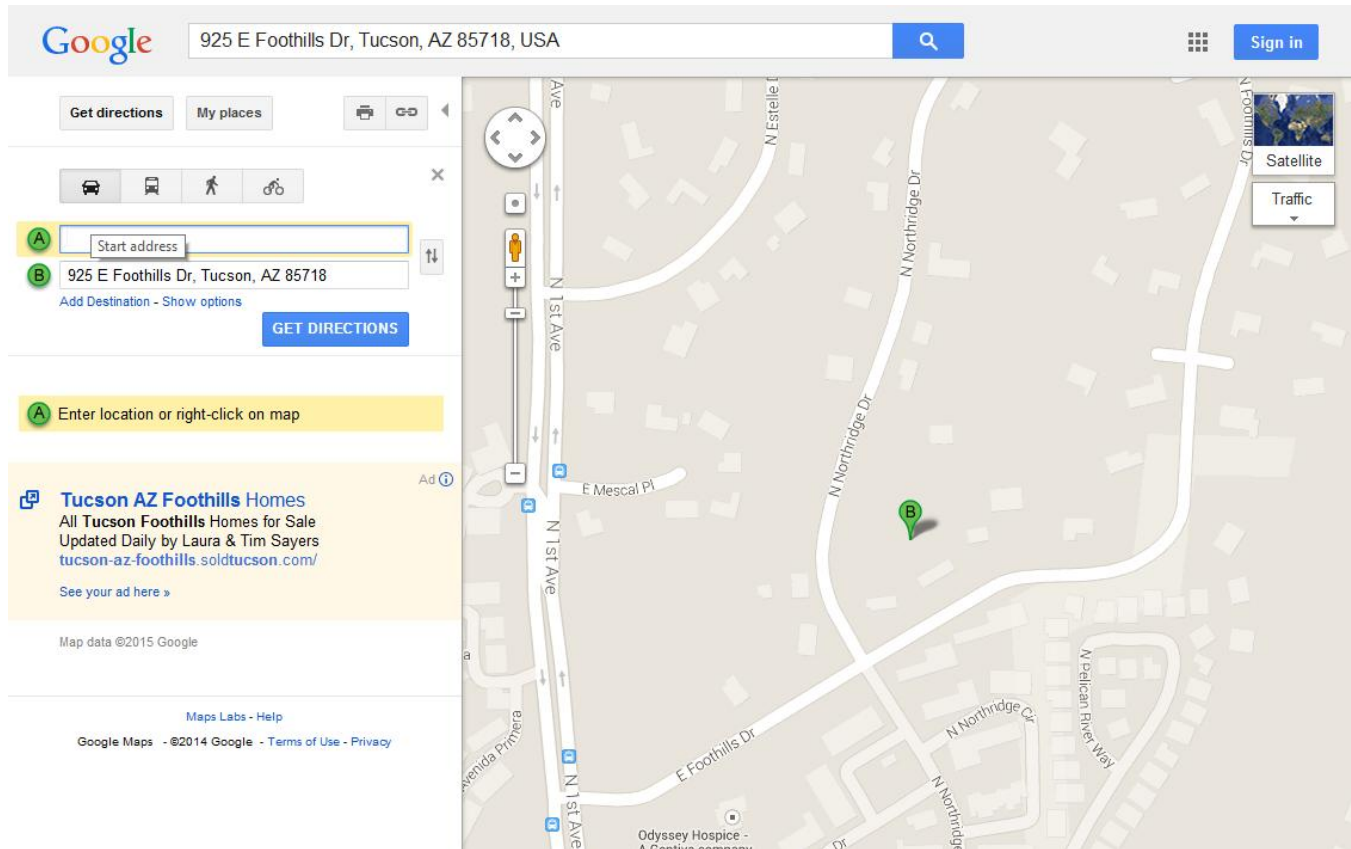 Google
925 E Foothills Dr, Tucson, AZ 85718, USA
Sign in
Get directions
My places
A
Start address
B
925 E Foothills Dr, Tucson, AZ 85718
Add Destination - Show options
GET DIRECTIONS
A Enter location or right-click on map
Ad
Tucson AZ Foothills Homes
All Tucson Foothills Homes for Sale
Updated Daily by Laura & Tim Sayers
tucson-az-foothills.soldtucson.com/
See your ad here »
Map data ©2015 Google
Maps Labs - Help
Google Maps - ©2014 Google - Terms of Use - Privacy
Ave
N Estelle
N Foothills Dr
Satellite
Traffic
N Northridge Dr
N 1st Ave
N Northridge Dr
E Mescal Pl
B
N 1st Ave
N Pelican River Way
N Northridge Cir
Avenida Primera
E Foothills Dr
N 1st Ave
N Northridge
Odyssey Hospice -
A Gentiva company
Dr